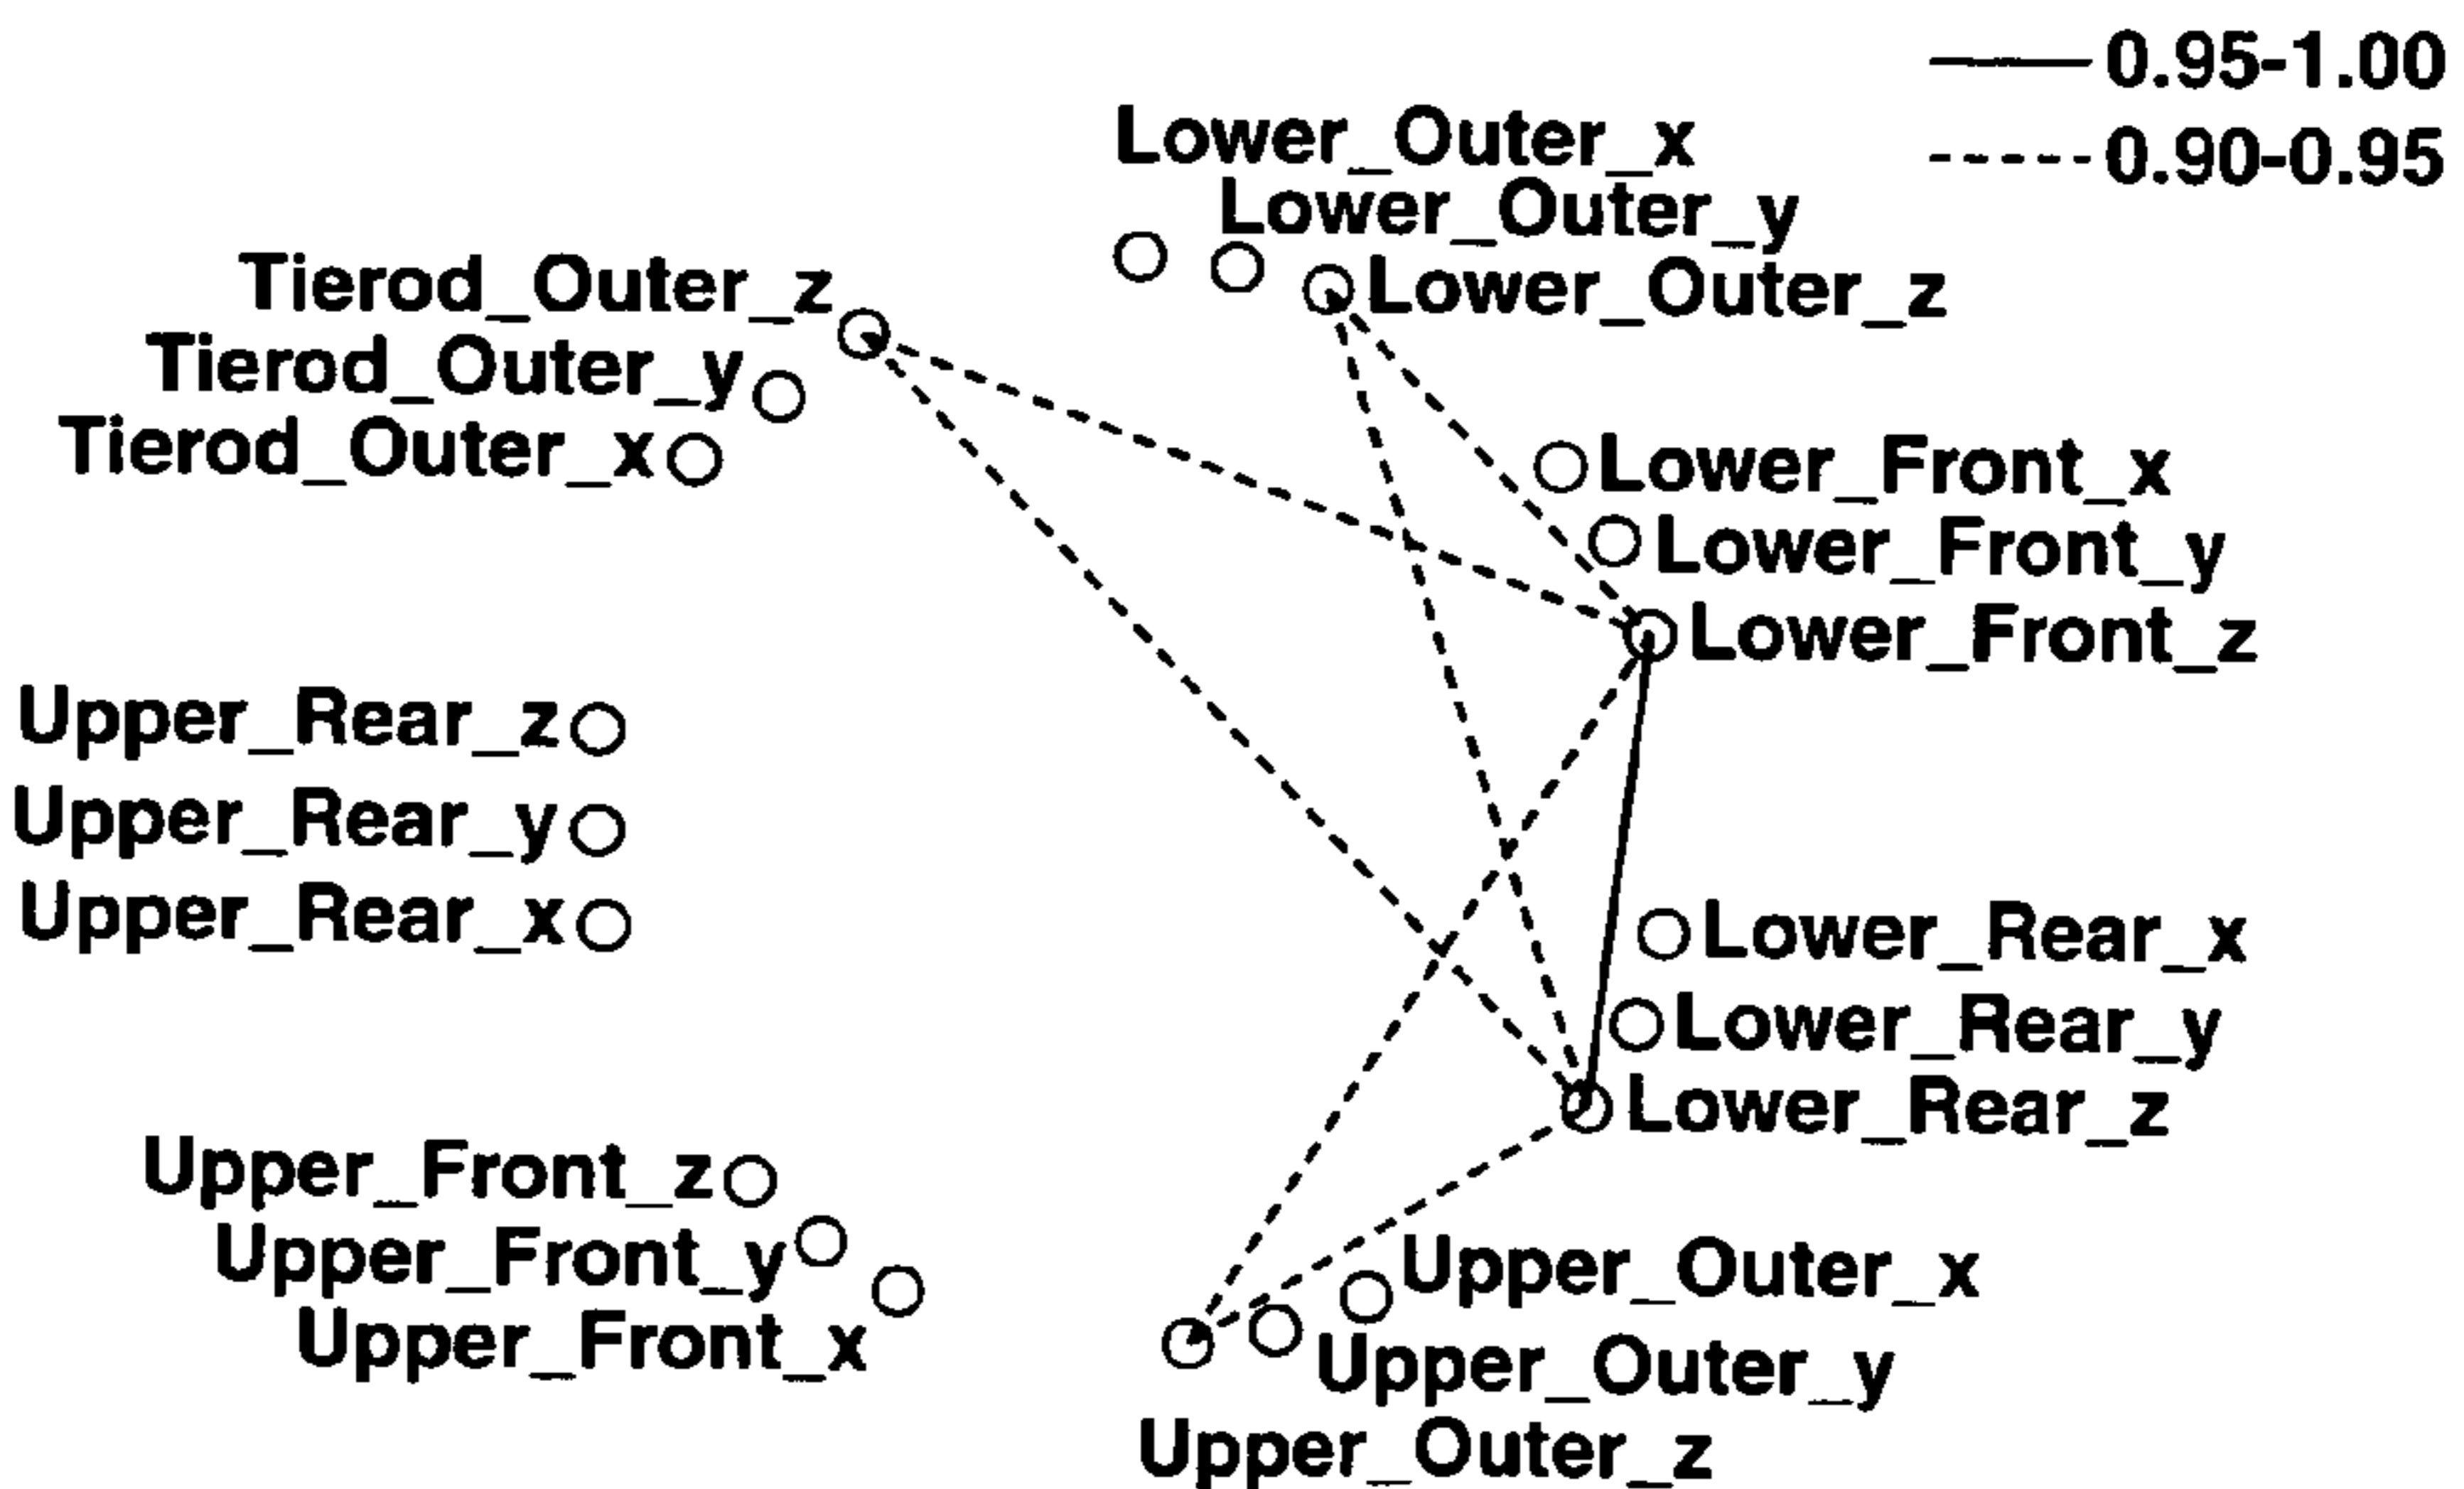 0.95-1.00
0.90-0.95
Lower_Outer_x
Lower_Outer_y
Lower_Outer_z
Tierod_Outer_z
Tierod_Outer_y
Tierod_Outer_x
Lower_Front_x
Lower_Front_y
Lower_Front_z
Upper_Rear_z
Upper_Rear_y
Upper_Rear_x
Lower_Rear_x
Lower_Rear_y
Lower_Rear_z
Upper_Front_z
Upper_Front_y
Upper_Front_x
Upper_Outer_x
Upper_Outer_y
Upper_Outer_z